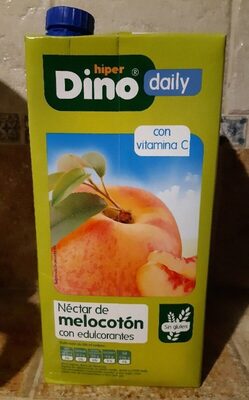 hiper
Dino®
daily
con
vitamina C
Néctar de
melocotón
con edulcorantes
Sin gluten